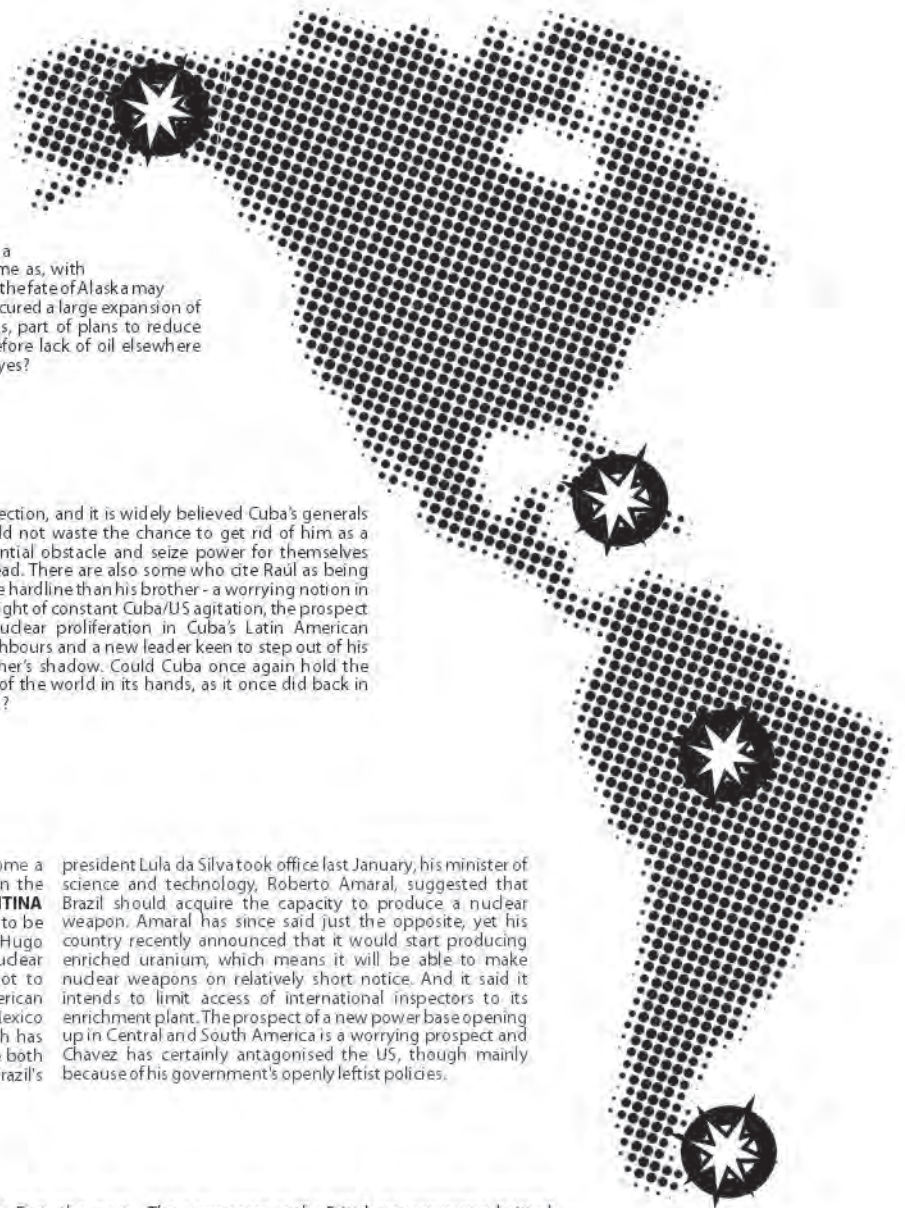 a
me as, with
the fate of Alaska may
cured a large expansion of
s, part of plans to reduce
efore lack of oil elsewhere
yes?
ection, and it is widely believed Cuba's generals
ld not waste the chance to get rid of him as a
ntial obstacle and seize power for themselves
ead. There are also some who cite Raúl as being
e hardline than his brother - a worrying notion in
ight of constant Cuba/US agitation, the prospect
uclear proliferation in Cuba's Latin American
hbours and a new leader keen to step out of his
her's shadow. Could Cuba once again hold the
of the world in its hands, as it once did back in
?
ome a
n the
TINA
to be
Hugo
uclear
ot to
erican
lexico
h has
both
razil's
president Lula da Silva took office last January, his minister of
science and technology, Roberto Amaral, suggested that
Brazil should acquire the capacity to produce a nuclear
weapon. Amaral has since said just the opposite, yet his
country recently announced that it would start producing
enriched uranium, which means it will be able to make
nuclear weapons on relatively short notice. And it said it
intends to limit access of international inspectors to its
enrichment plant. The prospect of a new power base opening
up in Central and South America is a worrying prospect and
Chavez has certainly antagonised the US, though mainly
because of his government's openly leftist policies.